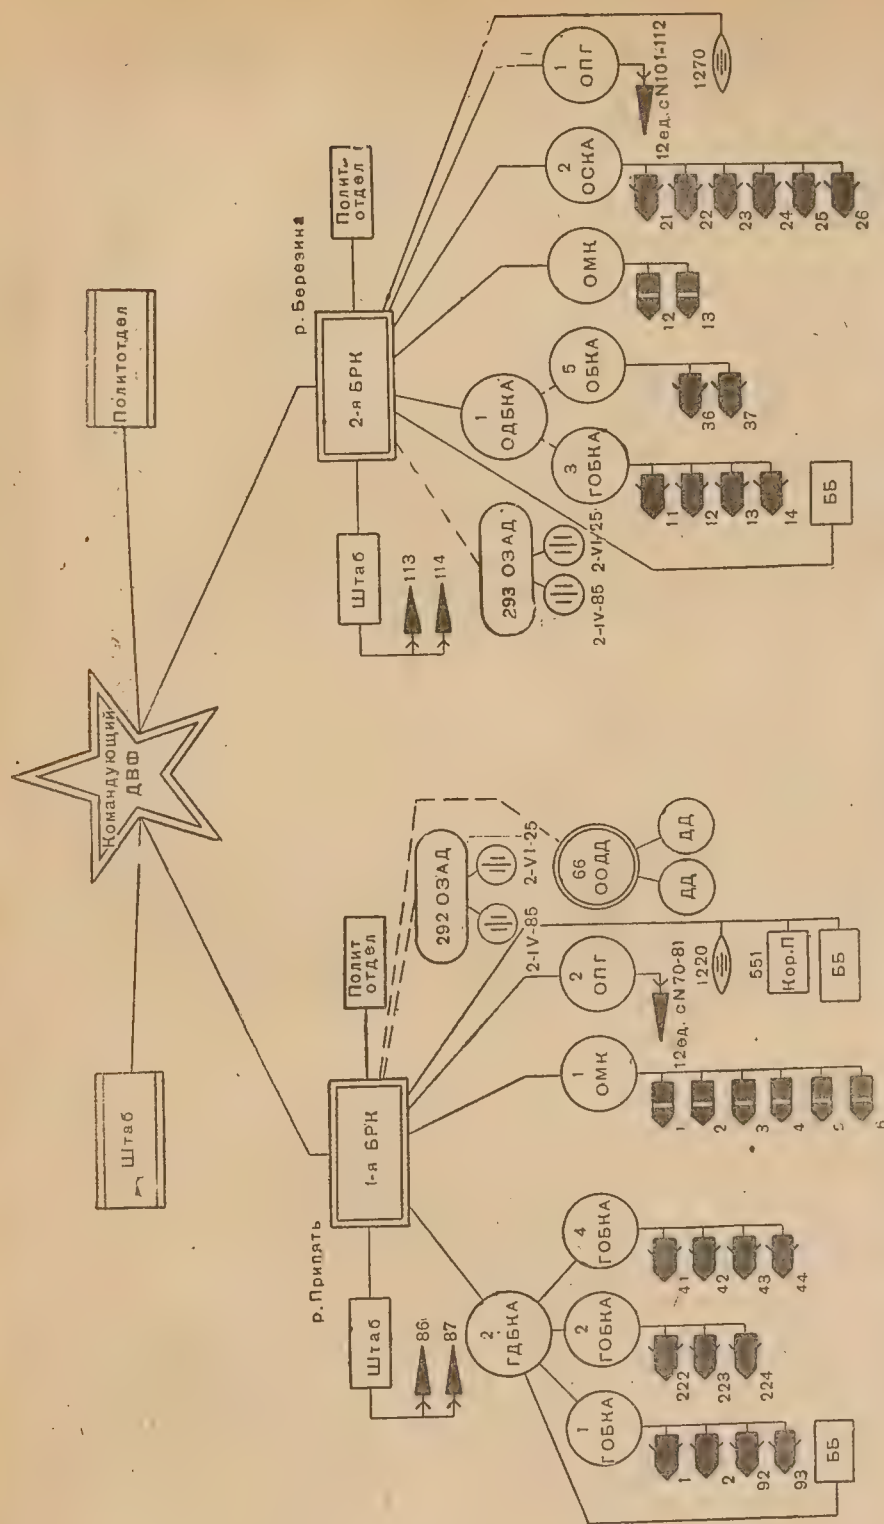 Командующий
ДВФ
Штаб
Политотдел
р. Припять
1-я БРК
Штаб
Полит
отдел
86
87
292 ОЗАД
2-IV-85
2-VI-25
2
ГДБКА
1
ГОБКА
1
2
92
93
ББ
2
ГОБКА
222
223
224
4
ГОБКА
41
42
43
44
1
ОМК
1
2
3
4
5
6
2
ОПГ
12ед. с N70-81
1220
551
Кор.П
ББ
66
ООДД
ДД
ДД
р. Березина
2-я БРК
Штаб
Полит
отдел
113
114
293 ОЗАД
2-IV-85
2-VI-25
1
ОДБКА
3
ГОБКА
11
12
13
14
ББ
5
ОБКА
36
37
ОМК
12
13
2
ОСКА
21
22
23
24
25
26
1
ОПГ
12ед. с N101-112
1270